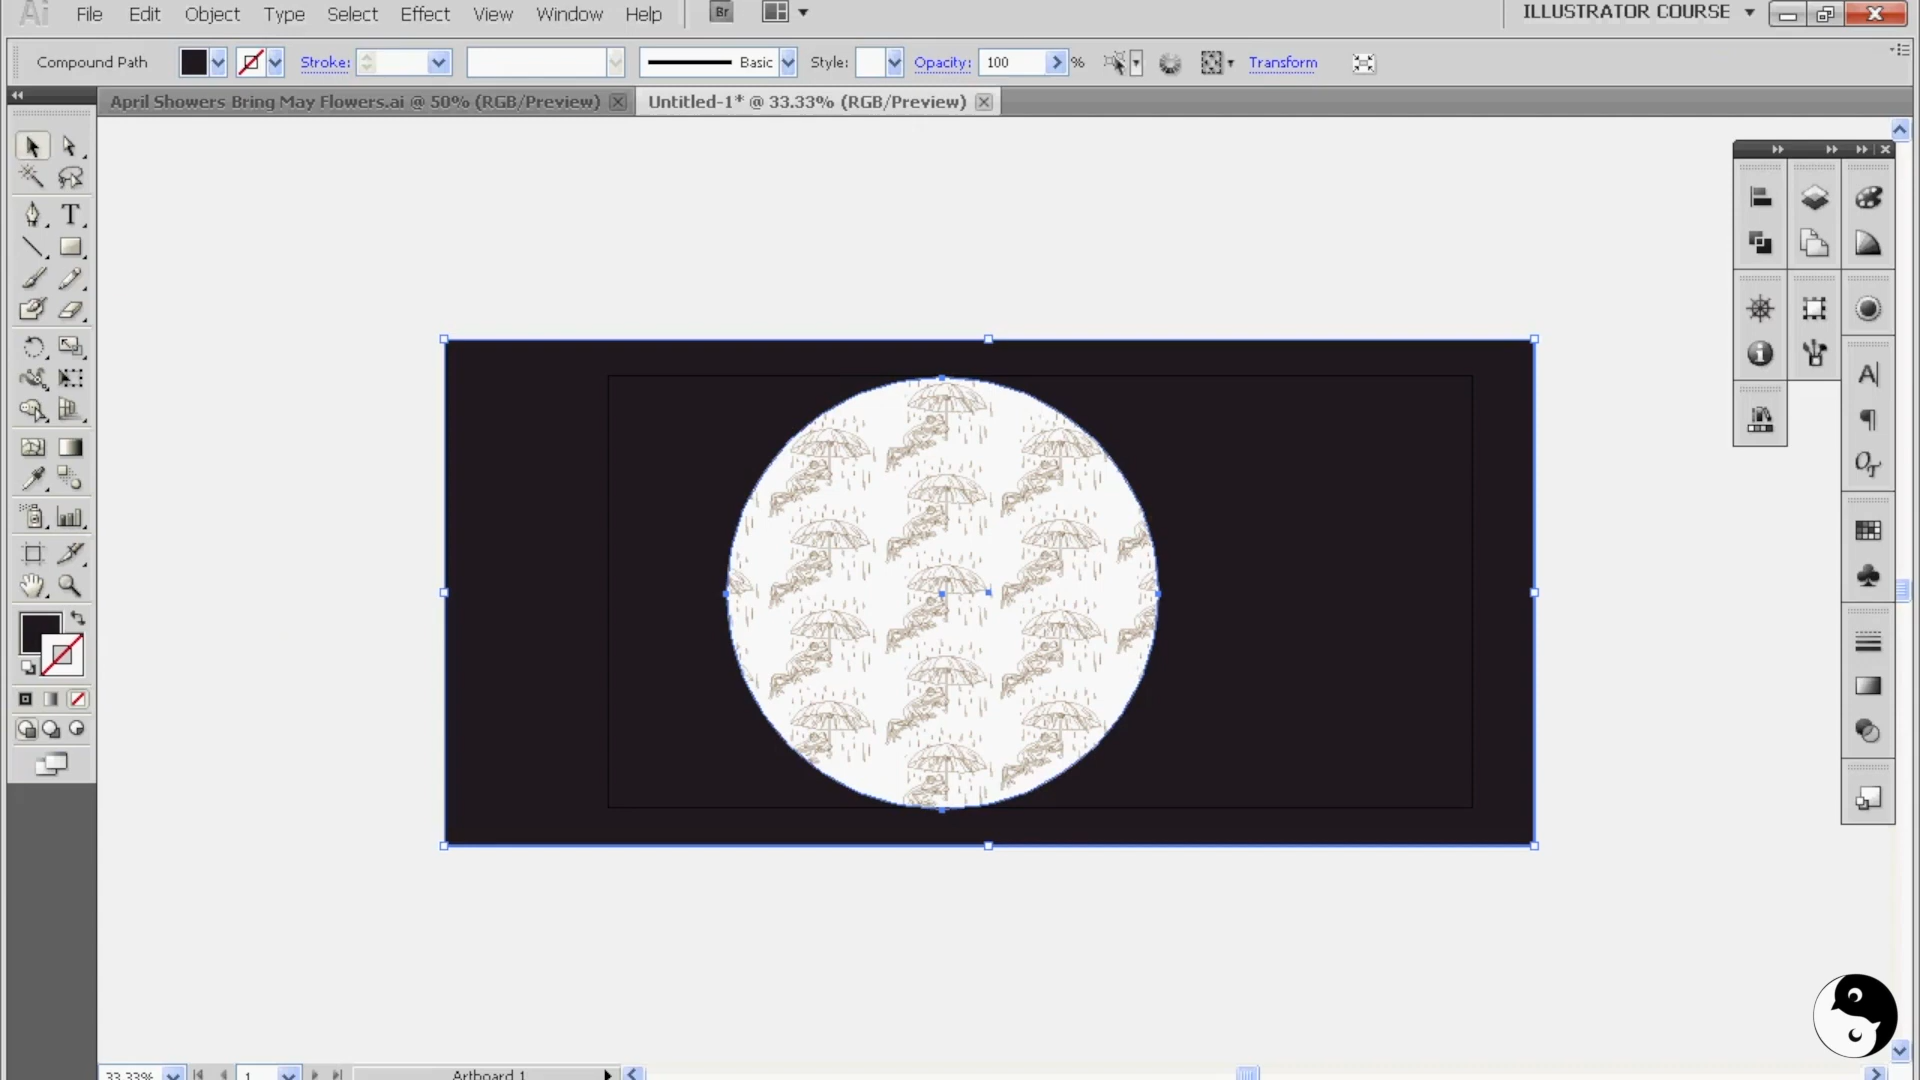 Ai File Edit Object Type Select Effect View Window Help Br ILLUSTRATOR COURSE
Compound Path Stroke: Basic Style: Opacity: 100 % Transform
April Showers Bring May Flowers.ai @ 50% (RGB/Preview) Untitled-1* @ 33.33% (RGB/Preview)
33.33% 1 Artboard 1